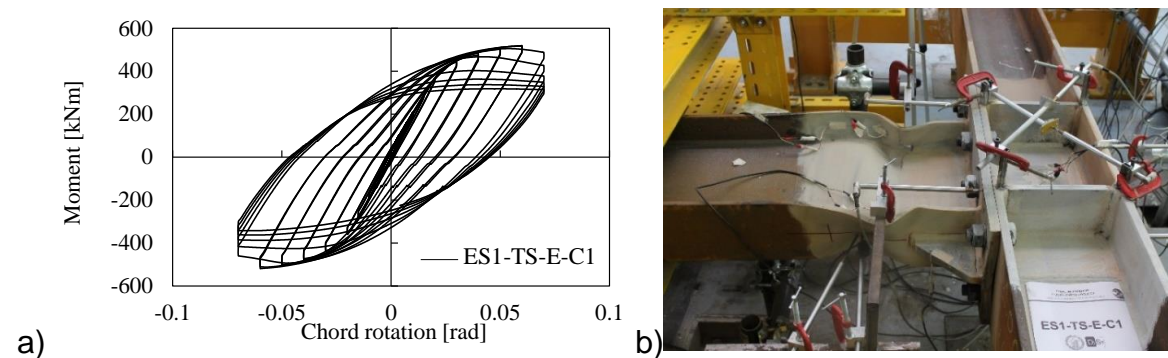 600
400
200
0
-200
-400
-600
-0.1
-0.05
0
0.05
0.1
Moment [kNm]
Chord rotation [rad]
ES1-TS-E-C1
a)
b)
ES1-TS-E-C1